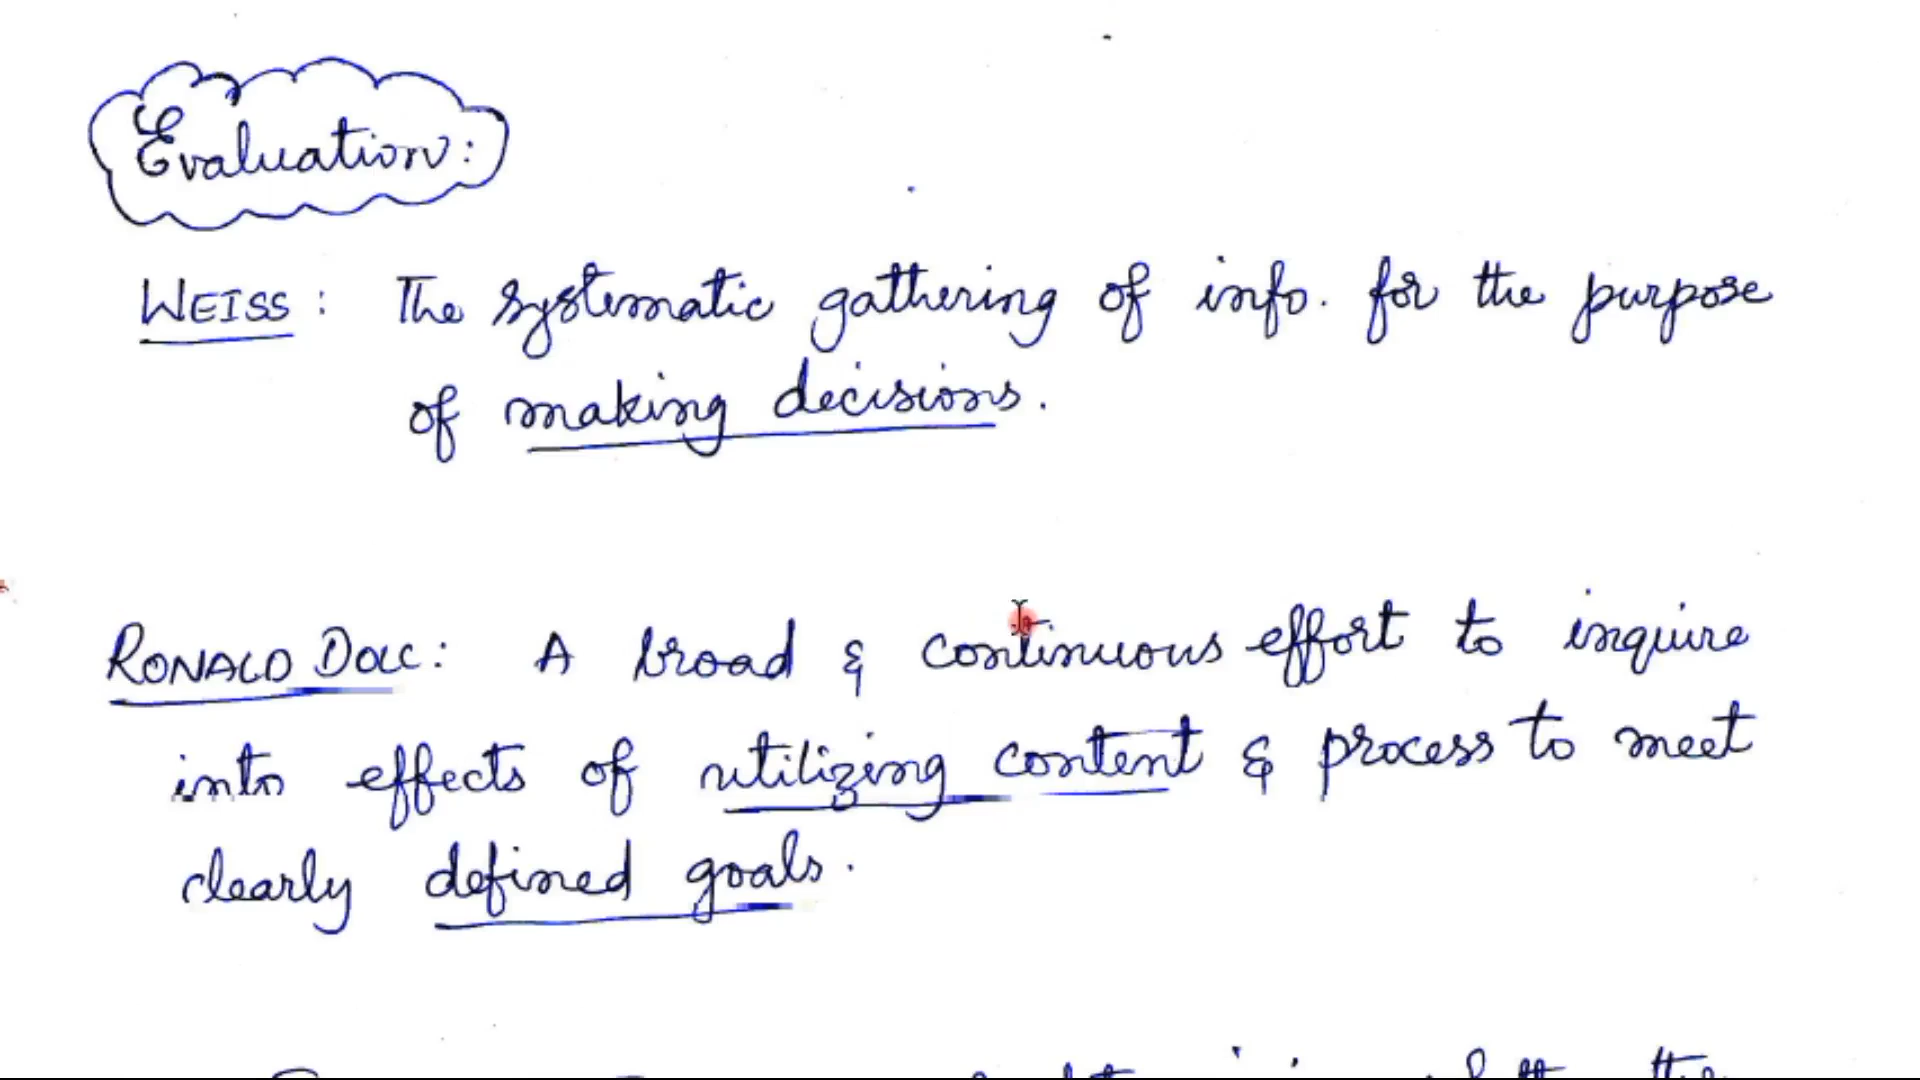 Evaluation:
WEISS: The systematic gathering of info. for the purpose
of making decisions.
RONALD Doll: A broad & continuous effort to inquire
into effects of utilizing content & process to meet
clearly defined goals.